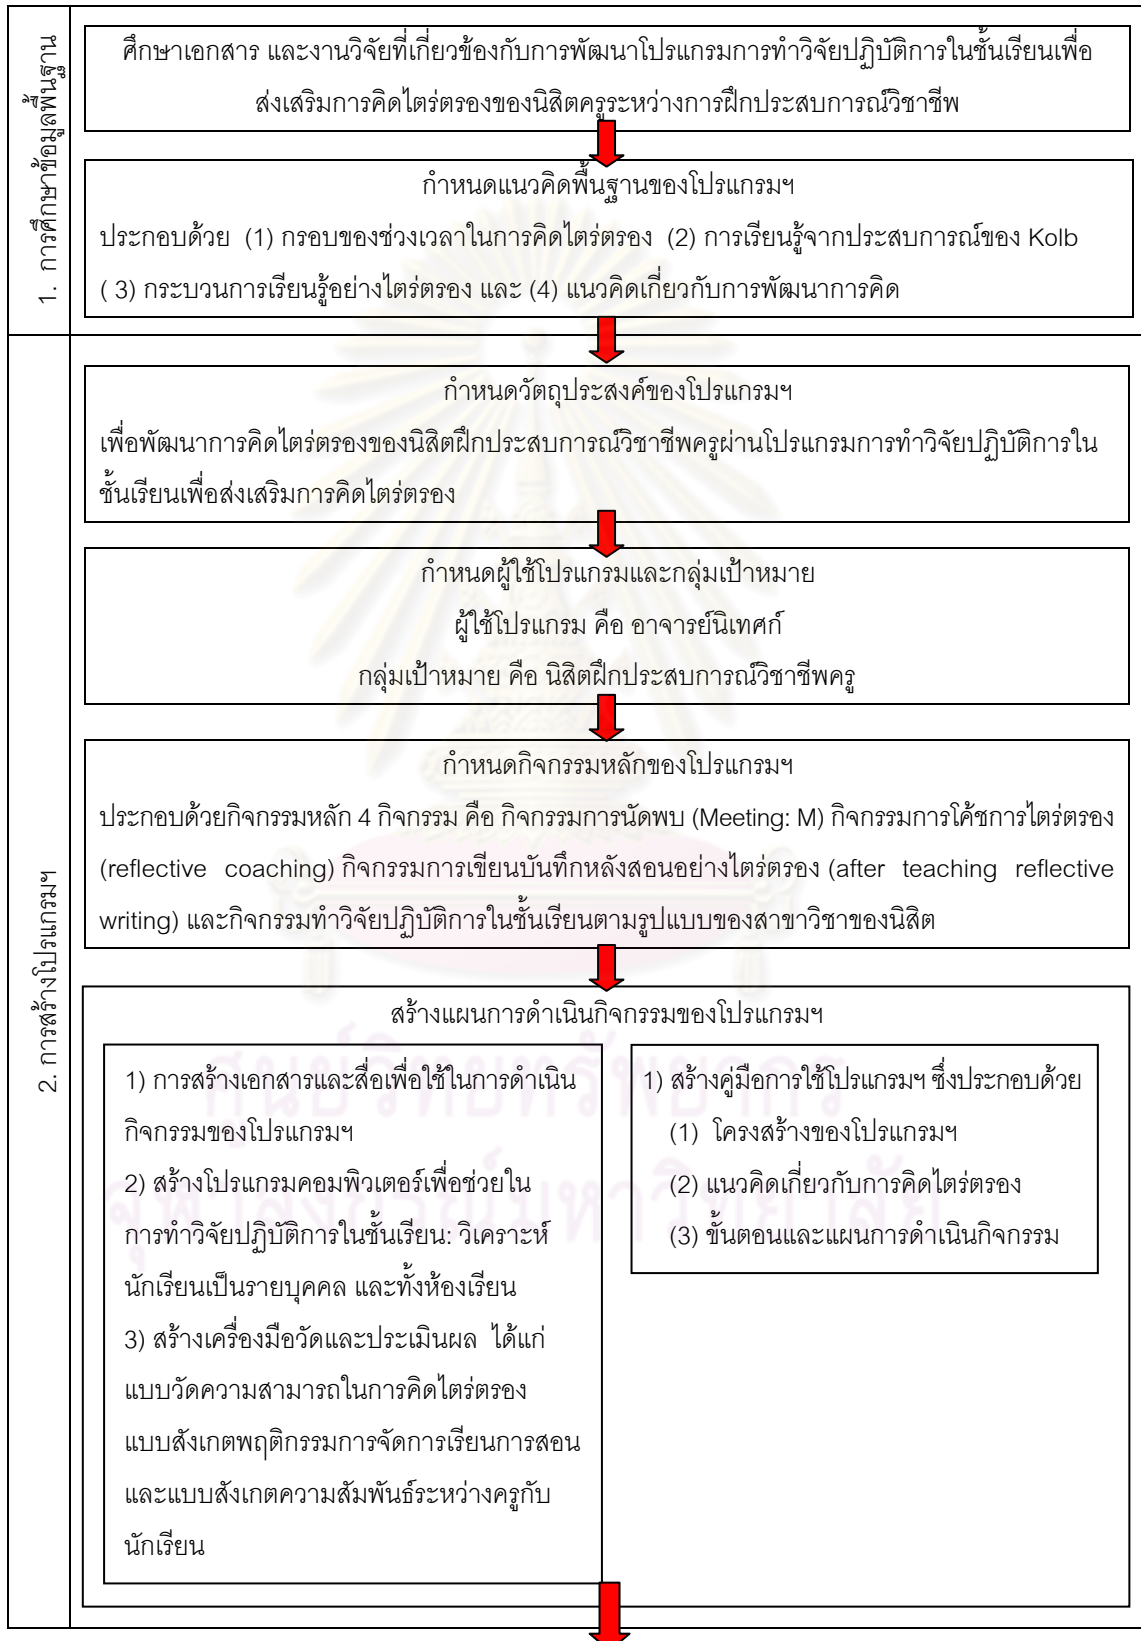 1. การศึกษาข้อมูลพื้นฐาน
ศึกษาเอกสาร และงานวิจัยที่เกี่ยวข้องกับการพัฒนาโปรแกรมการทำวิจัยปฏิบัติการในชั้นเรียนเพื่อ
ส่งเสริมการคิดไตร่ตรองของนิสิตครูระหว่างการฝึกประสบการณ์วิชาชีพ
กำหนดแนวคิดพื้นฐานของโปรแกรมฯ
ประกอบด้วย (1) กรอบของช่วงเวลาในการคิดไตร่ตรอง (2) การเรียนรู้จากประสบการณ์ของ Kolb
( 3) กระบวนการเรียนรู้อย่างไตร่ตรอง และ (4) แนวคิดเกี่ยวกับการพัฒนาการคิด
2. การสร้างโปรแกรมฯ
กำหนดวัตถุประสงค์ของโปรแกรมฯ
เพื่อพัฒนาการคิดไตร่ตรองของนิสิตฝึกประสบการณ์วิชาชีพครูผ่านโปรแกรมการทำวิจัยปฏิบัติการใน
ชั้นเรียนเพื่อส่งเสริมการคิดไตร่ตรอง
กำหนดผู้ใช้โปรแกรมและกลุ่มเป้าหมาย
ผู้ใช้โปรแกรม คือ อาจารย์นิเทศก์
กลุ่มเป้าหมาย คือ นิสิตฝึกประสบการณ์วิชาชีพครู
กำหนดกิจกรรมหลักของโปรแกรมฯ
ประกอบด้วยกิจกรรมหลัก 4 กิจกรรม คือ กิจกรรมการนัดพบ (Meeting: M) กิจกรรมการโค้ชการไตร่ตรอง
(reflective coaching) กิจกรรมการเขียนบันทึกหลังสอนอย่างไตร่ตรอง (after teaching reflective
writing) และกิจกรรมทำวิจัยปฏิบัติการในชั้นเรียนตามรูปแบบของสาขาวิชาของนิสิต
สร้างแผนการดำเนินกิจกรรมของโปรแกรมฯ
1) การสร้างเอกสารและสื่อเพื่อใช้ในการดำเนิน
กิจกรรมของโปรแกรมฯ
2) สร้างโปรแกรมคอมพิวเตอร์เพื่อช่วยใน
การทำวิจัยปฏิบัติการในชั้นเรียน: วิเคราะห์
นักเรียนเป็นรายบุคคล และทั้งห้องเรียน
3) สร้างเครื่องมือวัดและประเมินผล ได้แก่
แบบวัดความสามารถในการคิดไตร่ตรอง
แบบสังเกตพฤติกรรมการจัดการเรียนการสอน
และแบบสังเกตความสัมพันธ์ระหว่างครูกับ
นักเรียน
1) สร้างคู่มือการใช้โปรแกรมฯ ซึ่งประกอบด้วย
(1) โครงสร้างของโปรแกรมฯ
(2) แนวคิดเกี่ยวกับการคิดไตร่ตรอง
(3) ขั้นตอนและแผนการดำเนินกิจกรรม
ศูนย์วิทยทรัพยากร
จุฬาลงกรณ์มหาวิทยาลัย